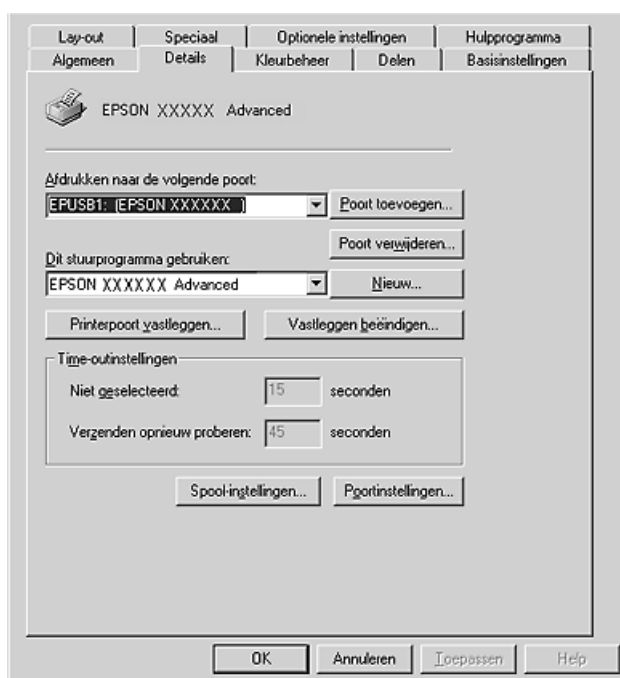 Lay-out Speciaal Optionele instellingen Hulpprogramma
Algemeen Details Kleurbeheer Delen Basisinstellingen
EPSON XXXXX Advanced
Afdrukken naar de volgende poort:
EPUSB1: (EPSON XXXXXX ) Poort toevoegen...
Poort verwijderen...
Dit stuurprogramma gebruiken:
EPSON XXXXXX Advanced Nieuw...
Printerpoort vastleggen... Vastleggen beëindigen...
Time-outinstellingen
Niet geselecteerd: 15 seconden
Verzenden opnieuw proberen: 45 seconden
Spool-instellingen... Poortinstellingen...
OK Annuleren Toepassen Help